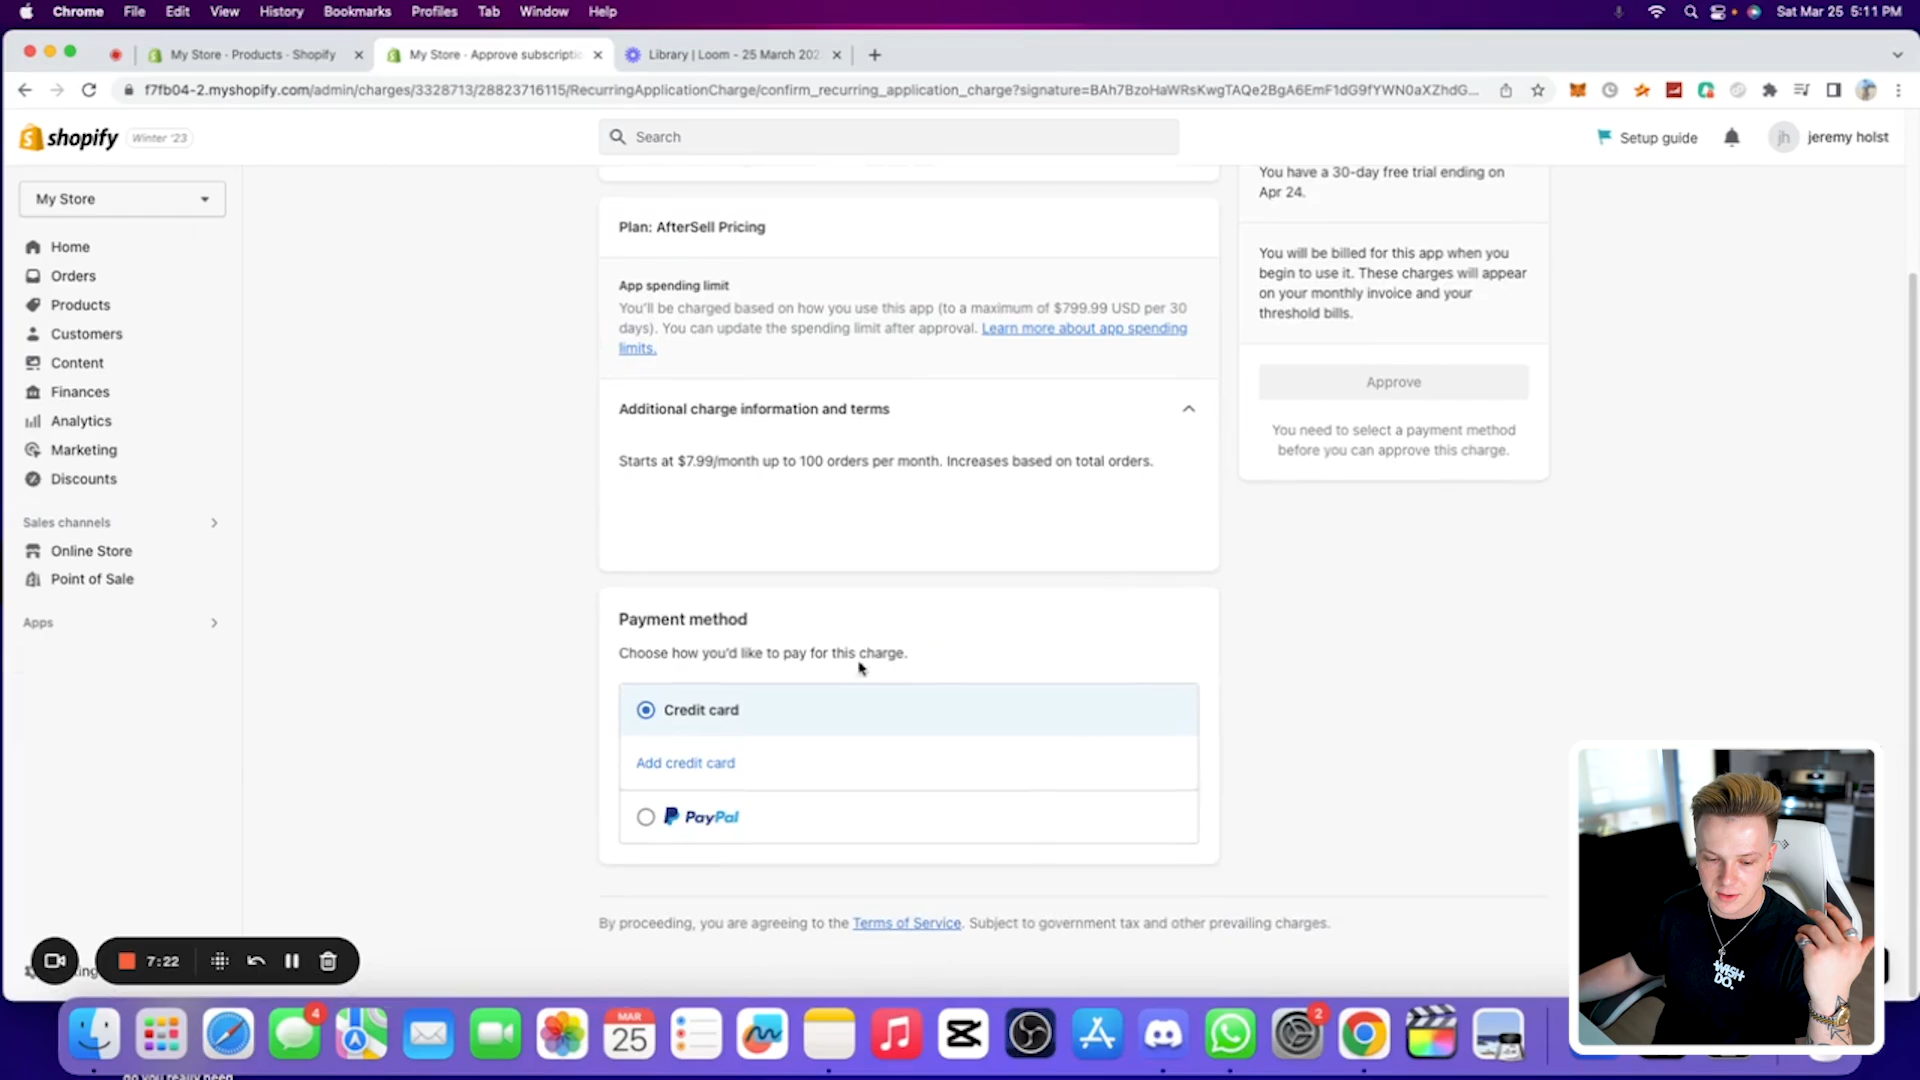 Chrome File Edit View History Bookmarks Profiles Tab Window Help
Sat Mar 25 5:11 PM
My Store · Products · Shopify
My Store · Approve subscripti
Library | Loom - 25 March 202
f7fb04-2.myshopify.com/admin/charges/3328713/28823716115/RecurringApplicationCharge/confirm_recurring_application_charge?signature=BAh7BzoHaWRsKwgTAQe2BgA6EmF1dG9fYWN0aXZhdG...
shopify
Winter '23
Search
Setup guide
jh
jeremy holst
My Store
Home
Orders
Products
Customers
Content
Finances
Analytics
Marketing
Discounts
Sales channels
Online Store
Point of Sale
Apps
Plan: AfterSell Pricing
App spending limit
You'll be charged based on how you use this app (to a maximum of $799.99 USD per 30
days). You can update the spending limit after approval. Learn more about app spending
limits.
Additional charge information and terms
Starts at $7.99/month up to 100 orders per month. Increases based on total orders.
Payment method
Choose how you'd like to pay for this charge.
Credit card
Add credit card
PayPal
By proceeding, you are agreeing to the Terms of Service. Subject to government tax and other prevailing charges.
You have a 30-day free trial ending on
Apr 24.
You will be billed for this app when you
begin to use it. These charges will appear
on your monthly invoice and your
threshold bills.
Approve
You need to select a payment method
before you can approve this charge.
7:22
4
MAR
25
2
WISH
DO.
do you really need